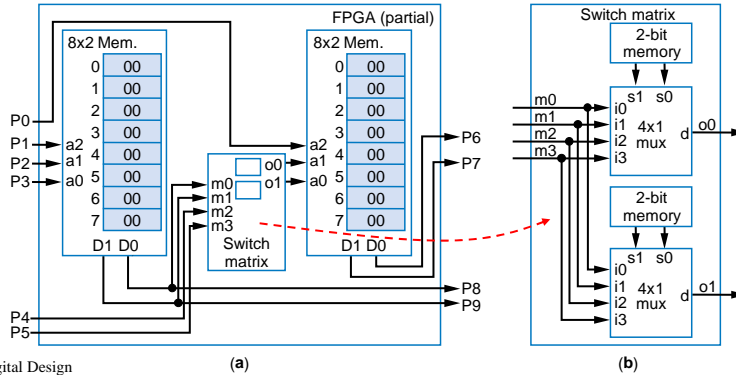 FPGA (partial)
8x2 Mem.
0 00
1 00
2 00
3 00
4 00
5 00
6 00
7 00
a2
a1
a0
D1 D0
P0
P1
P2
P3
P4
P5
m0
m1
m2
m3
o0
o1
Switch
matrix
8x2 Mem.
0 00
1 00
2 00
3 00
4 00
5 00
6 00
7 00
a2
a1
a0
D1 D0
P6
P7
P8
P9
(a)
Switch matrix
2-bit
memory
s1 s0
m0
m1
m2
m3
i0
i1
i2
i3
4x1
mux
d
o0
2-bit
memory
s1 s0
i0
i1
i2
i3
4x1
mux
d
o1
(b)
gital Design